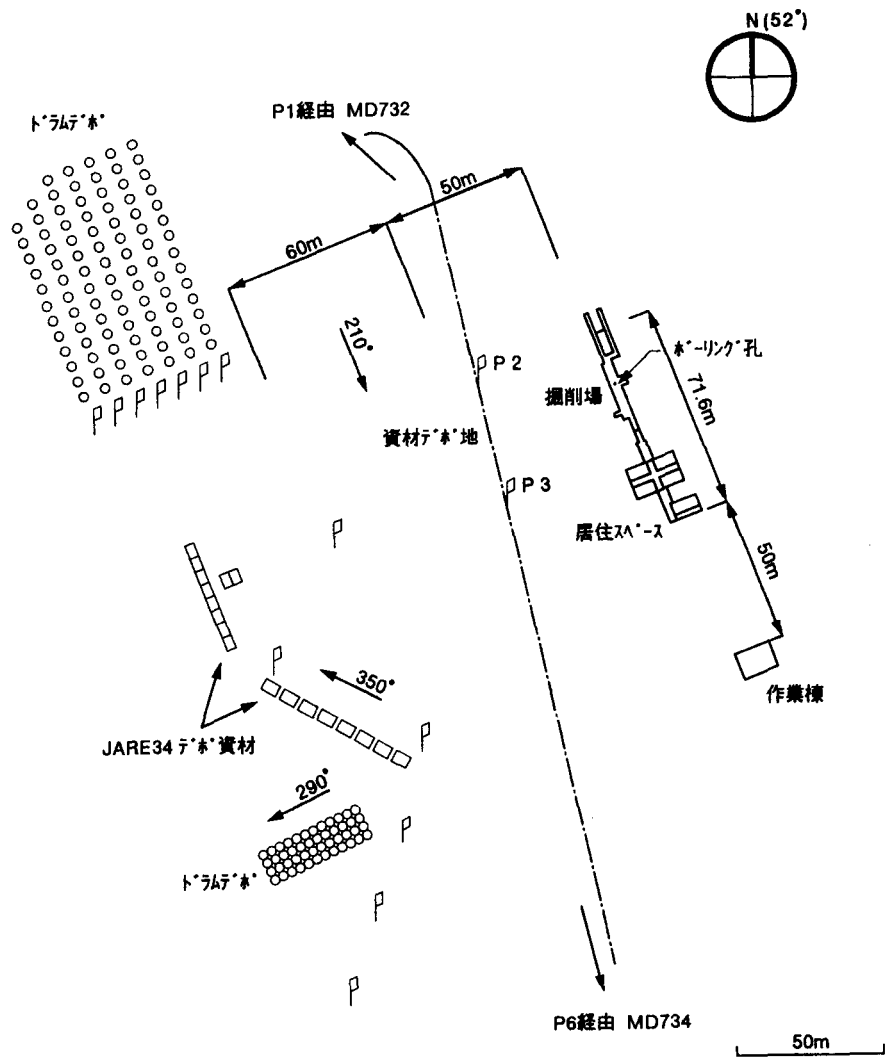 N (52°)
P1経由 MD732
ドラムデポ
50m
60m
210°
P 2
ボーリング孔
掘削場
71.6m
資材デポ地
P 3
居住スペース
50m
作業棟
350°
JARE34 デポ資材
290°
ドラムデポ
P6経由 MD734
50m